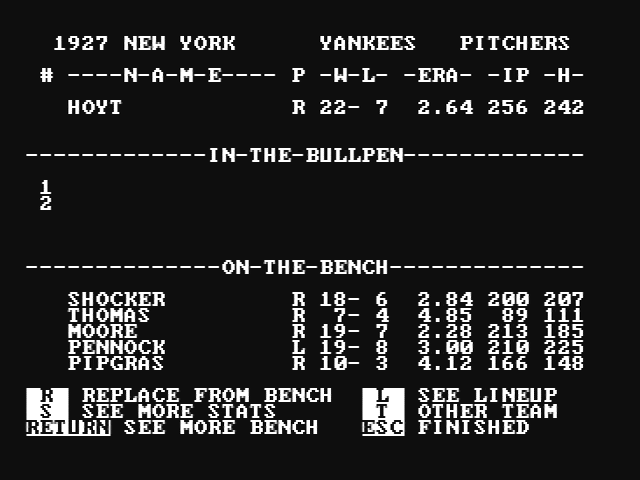 1927 NEW YORK YANKEES PITCHERS
# ----N-A-M-E---- P -W-L- -ERA- -IP -H-
HOYT R 22- 7 2.64 256 242
-------------IN-THE-BULLPEN-------------
1
2
--------------ON-THE-BENCH--------------
SHOCKER R 18- 6 2.84 200 207
THOMAS R 7- 4 4.85 89 111
MOORE R 19- 7 2.28 213 185
PENNOCK L 19- 8 3.00 210 225
PIPGRAS R 10- 3 4.12 166 148
R REPLACE FROM BENCH L SEE LINEUP
S SEE MORE STATS T OTHER TEAM
RETURN SEE MORE BENCH ESC FINISHED